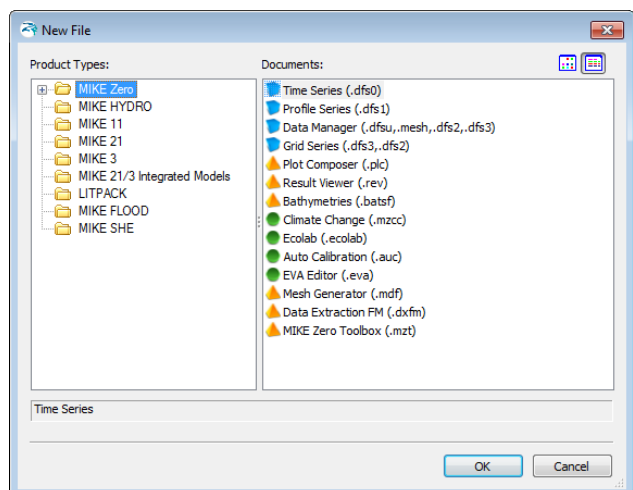 New File
Product Types:
MIKE Zero
MIKE HYDRO
MIKE 11
MIKE 21
MIKE 3
MIKE 21/3 Integrated Models
LITPACK
MIKE FLOOD
MIKE SHE
Documents:
Time Series (.dfs0)
Profile Series (.dfs1)
Data Manager (.dfsu,.mesh,.dfs2,.dfs3)
Grid Series (.dfs3,.dfs2)
Plot Composer (.plc)
Result Viewer (.rev)
Bathymetries (.batsf)
Climate Change (.mzcc)
Ecolab (.ecolab)
Auto Calibration (.auc)
EVA Editor (.eva)
Mesh Generator (.mdf)
Data Extraction FM (.dxfm)
MIKE Zero Toolbox (.mzt)
Time Series
OK
Cancel